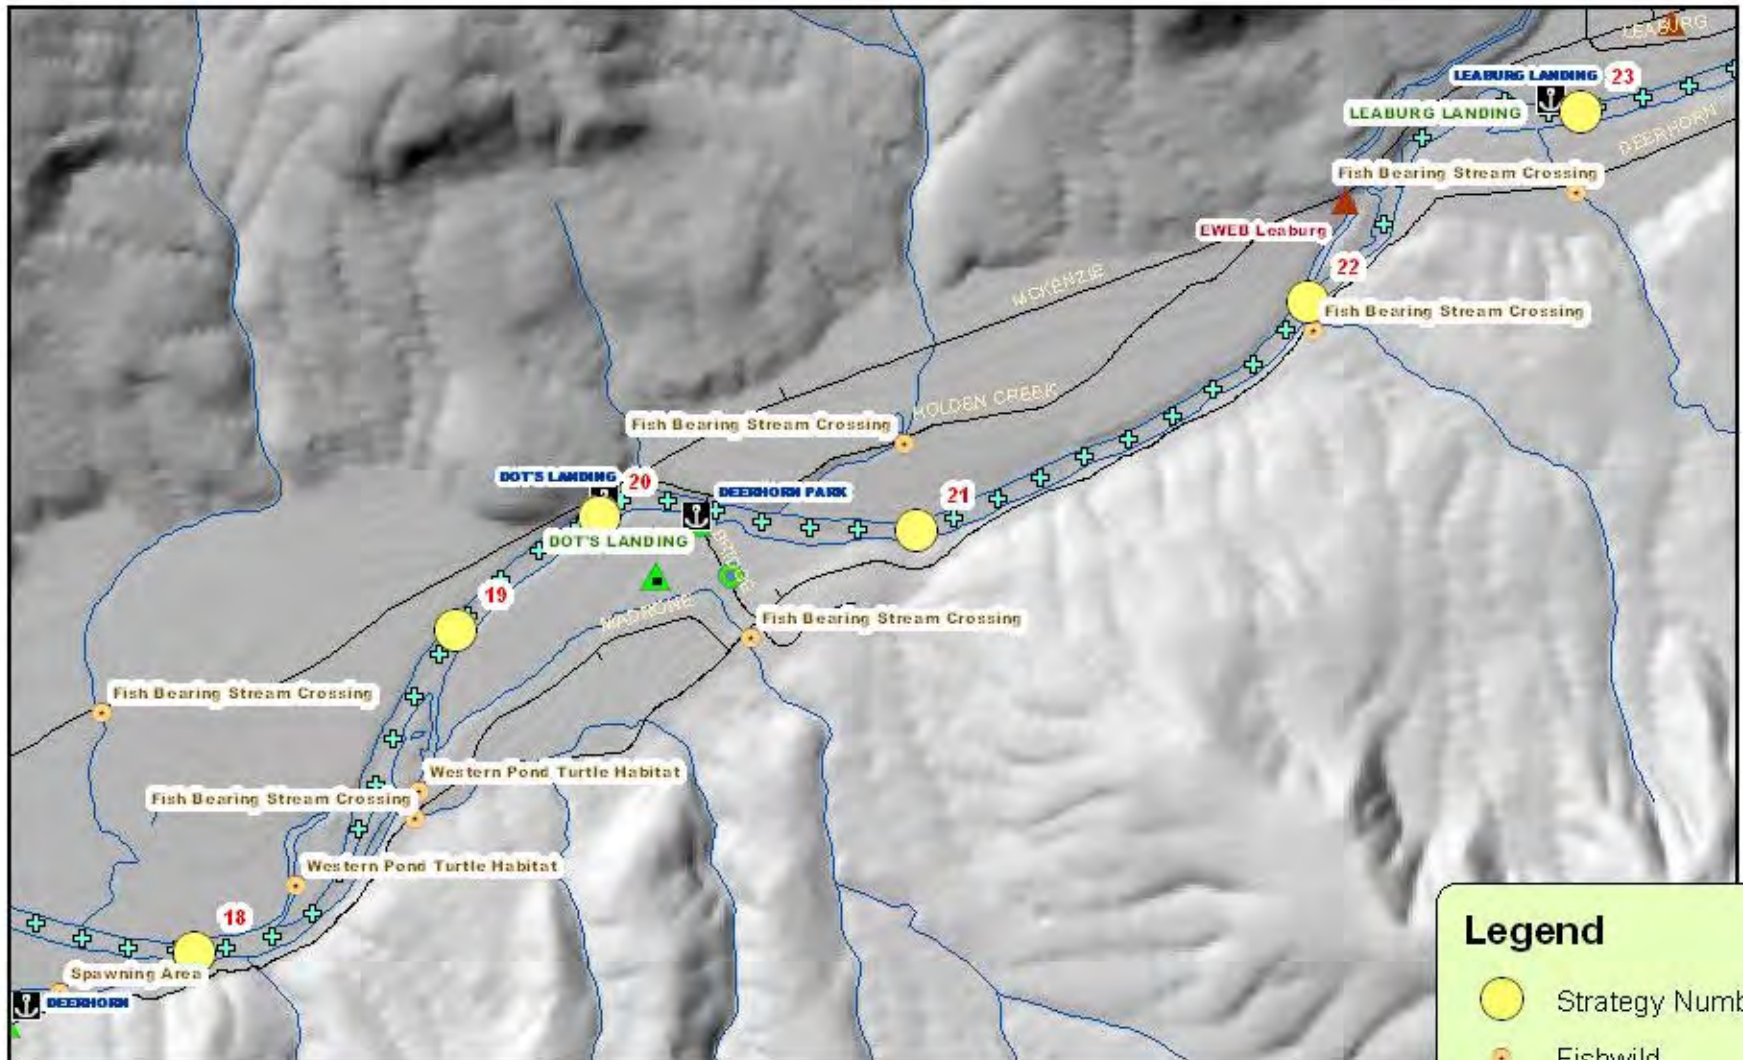 LEABURG
LEABURG LANDING 23
LEABURG LANDING
DEERHORN
Fish Bearing Stream Crossing
EWEB Leaburg
22
MCKENZIE
Fish Bearing Stream Crossing
HOLDEN CREEK
Fish Bearing Stream Crossing
DOT'S LANDING 20
DEERHORN PARK
21
DOT'S LANDING
BRIDGE
19
MADRONE
Fish Bearing Stream Crossing
Fish Bearing Stream Crossing
Western Pond Turtle Habitat
Fish Bearing Stream Crossing
Western Pond Turtle Habitat
18
Spawning Area
DEERHORN
Legend
Strategy Numb
Fishwild